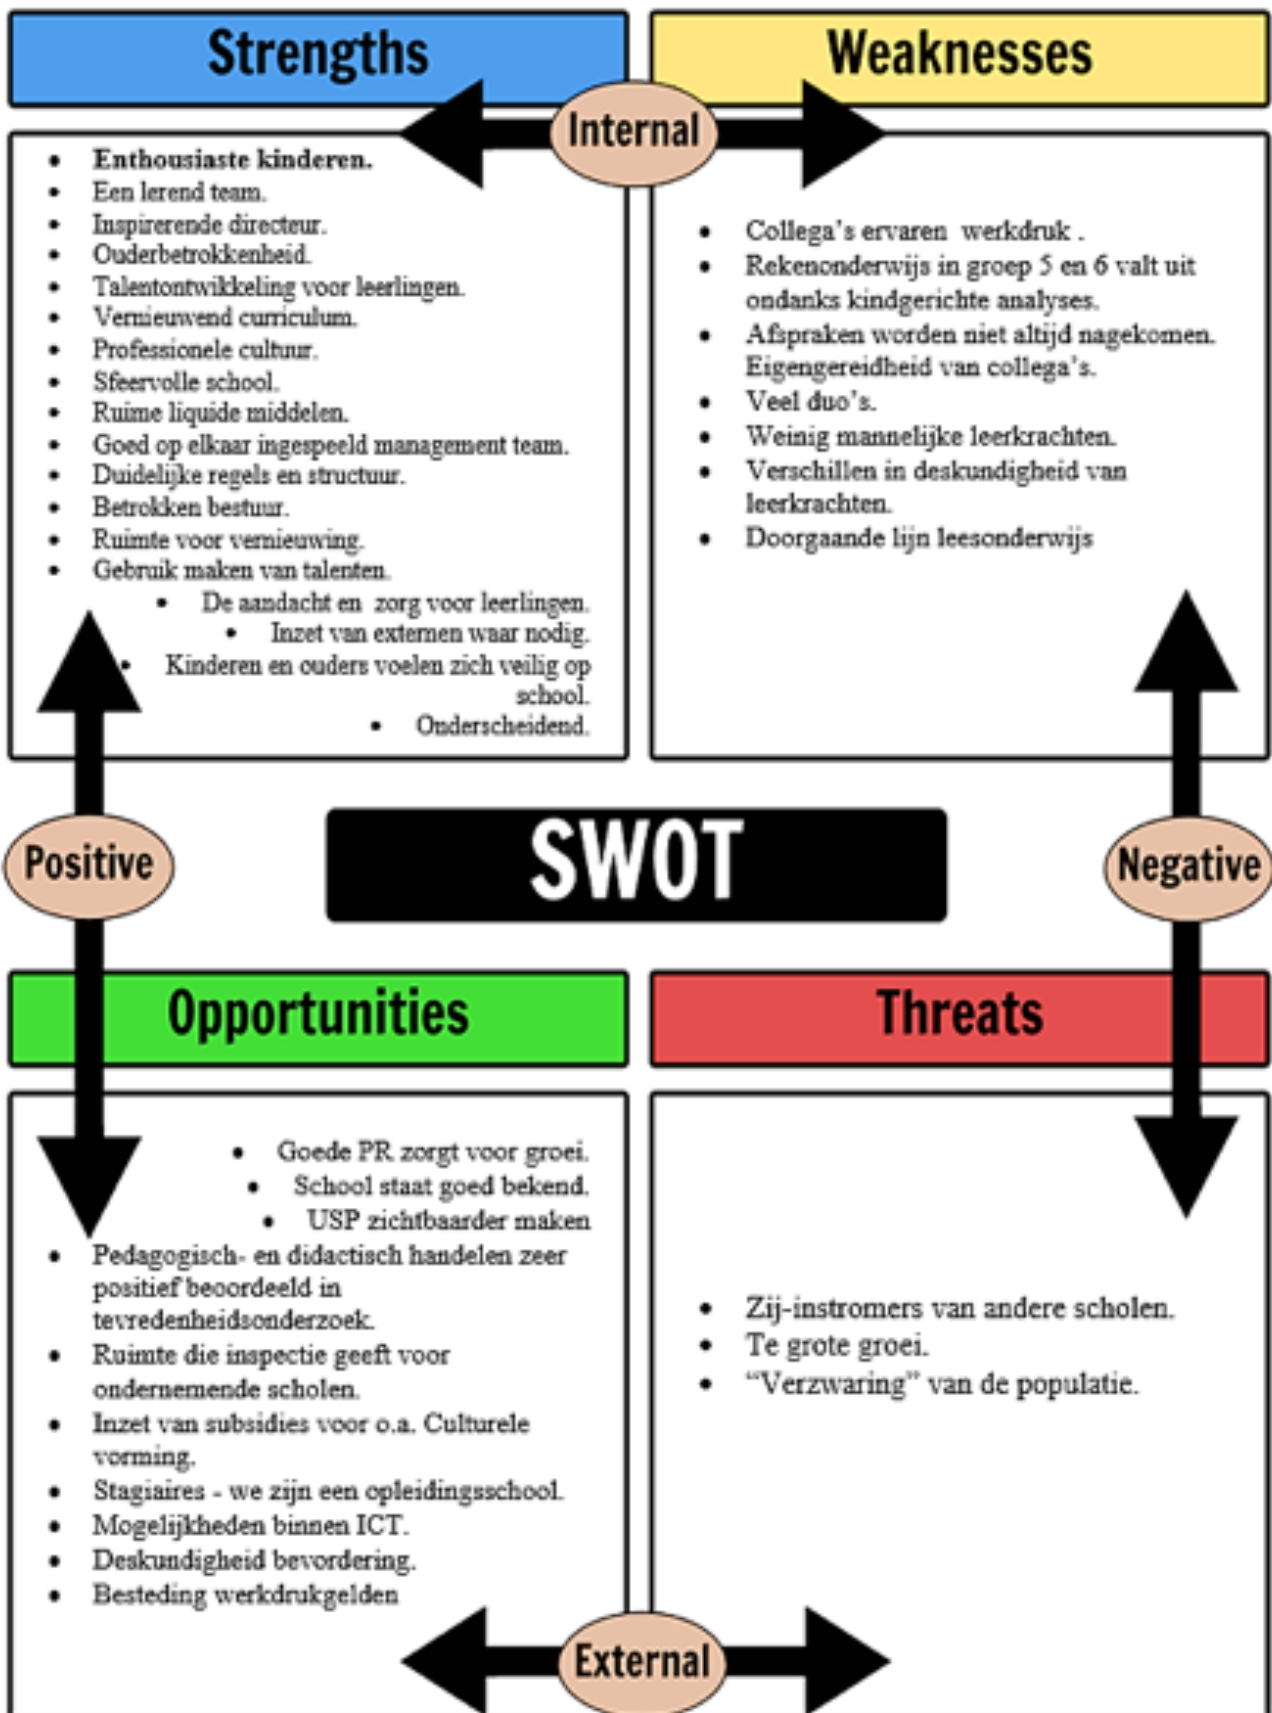 Strengths
Weaknesses
Internal
• Enthousiaste kinderen.
• Een lerend team.
• Inspirerende directeur.
• Ouderbetrokkenheid.
• Talentontwikkeling voor leerlingen.
• Vernieuwend curriculum.
• Professionele cultuur.
• Sfeervolle school.
• Ruime liquide middelen.
• Goed op elkaar ingespeeld management team.
• Duidelijke regels en structuur.
• Betrokken bestuur.
• Ruimte voor vernieuwing.
• Gebruik maken van talenten.
• De aandacht en zorg voor leerlingen.
• Inzet van externen waar nodig.
• Kinderen en ouders voelen zich veilig op
school.
• Onderscheidend.
• Collega’s ervaren werkdruk .
• Rekenonderwijs in groep 5 en 6 valt uit
ondanks kindgerichte analyses.
• Afspraken worden niet altijd nagekomen.
Eigengereidheid van collega’s.
• Veel duo’s.
• Weinig mannelijke leerkrachten.
• Verschillen in deskundigheid van
leerkrachten.
• Doorgaande lijn leesonderwijs
Positive
SWOT
Negative
Opportunities
Threats
• Goede PR zorgt voor groei.
• School staat goed bekend.
• USP zichtbaarder maken
• Pedagogisch- en didactisch handelen zeer
positief beoordeeld in
tevredenheidsonderzoek.
• Ruimte die inspectie geeft voor
ondernemende scholen.
• Inzet van subsidies voor o.a. Culturele
vorming.
• Stagiaires - we zijn een opleidingsschool.
• Mogelijkheden binnen ICT.
• Deskundigheid bevordering.
• Besteding werkdrukgelden
• Zij-instromers van andere scholen.
• Te grote groei.
• “Verzwaring” van de populatie.
External